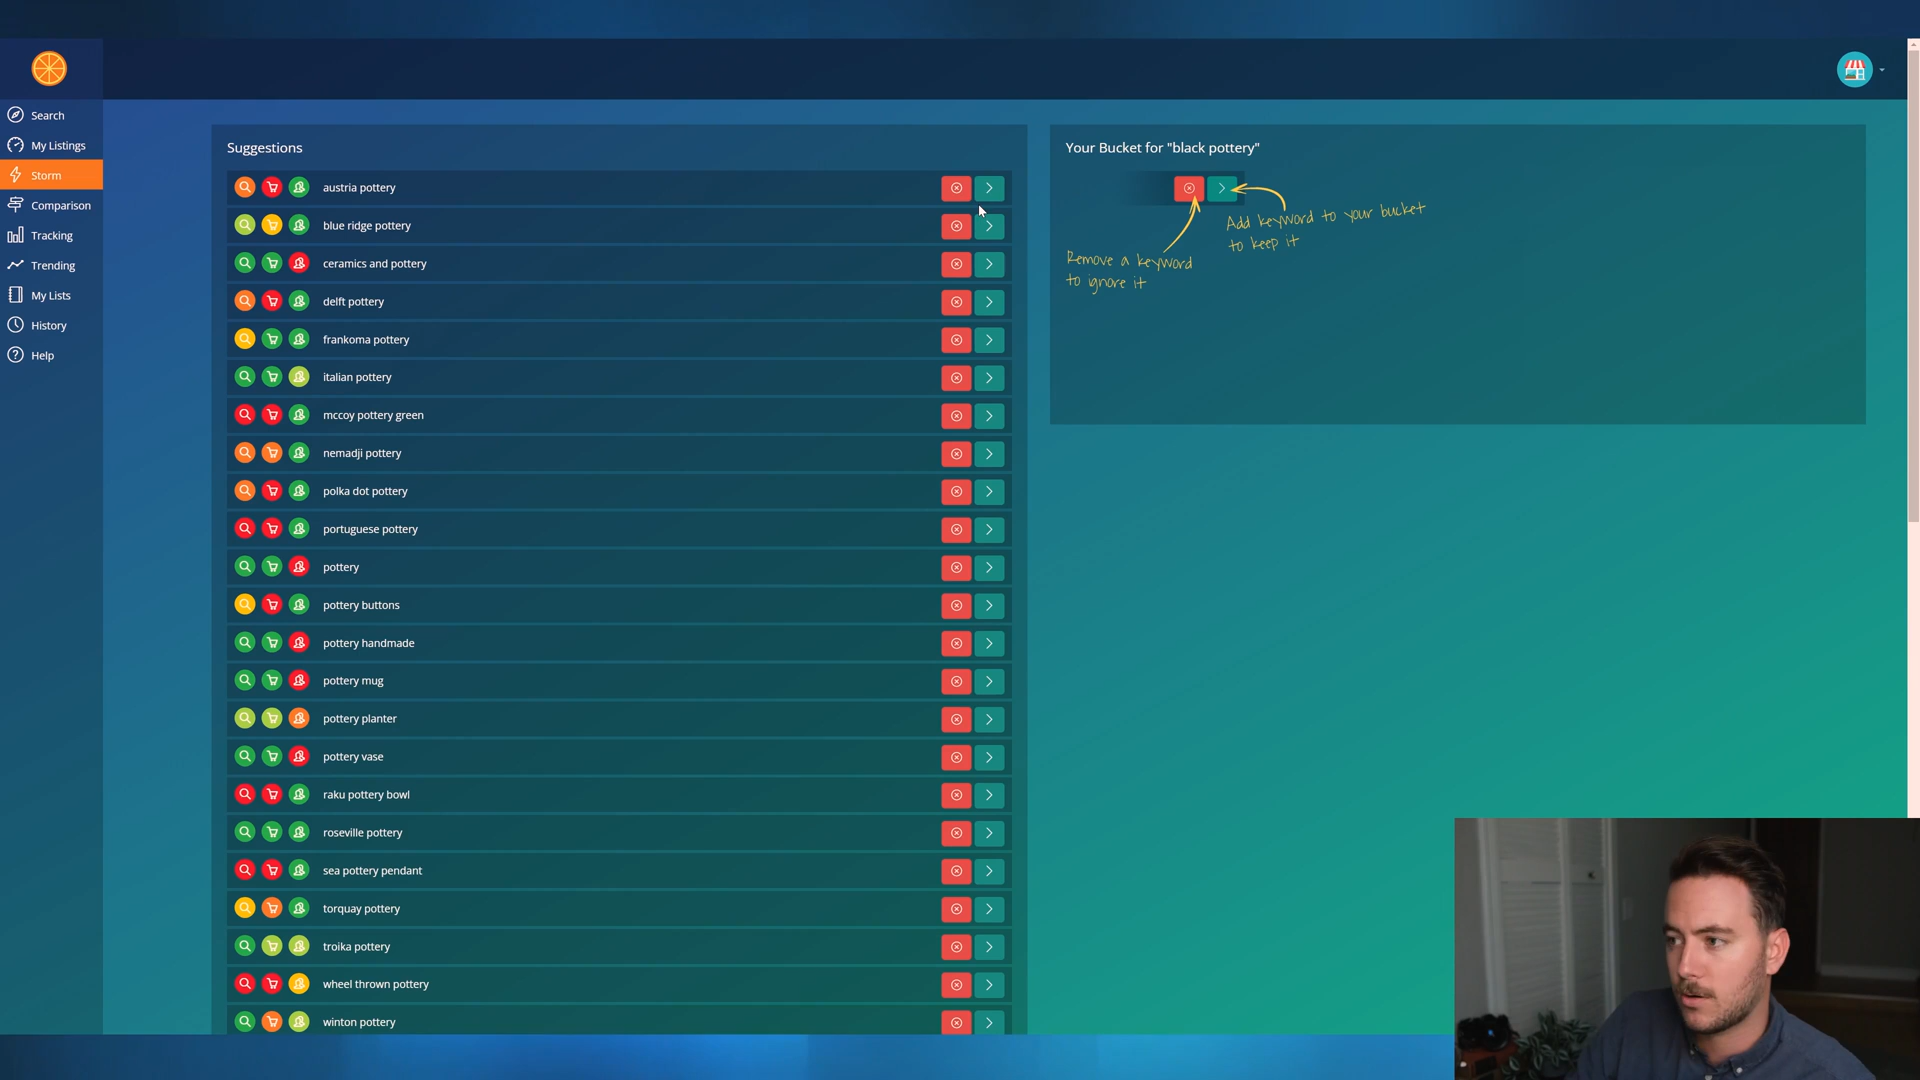 Search
My Listings
Storm
Comparison
Tracking
Trending
My Lists
History
Help
Suggestions
austria pottery
blue ridge pottery
ceramics and pottery
delft pottery
frankoma pottery
italian pottery
mccoy pottery green
nemadji pottery
polka dot pottery
portuguese pottery
pottery
pottery buttons
pottery handmade
pottery mug
pottery planter
pottery vase
raku pottery bowl
roseville pottery
sea pottery pendant
torquay pottery
troika pottery
wheel thrown pottery
winton pottery
Your Bucket for "black pottery"
Add keyword to your bucket
to keep it
Remove a keyword
to ignore it